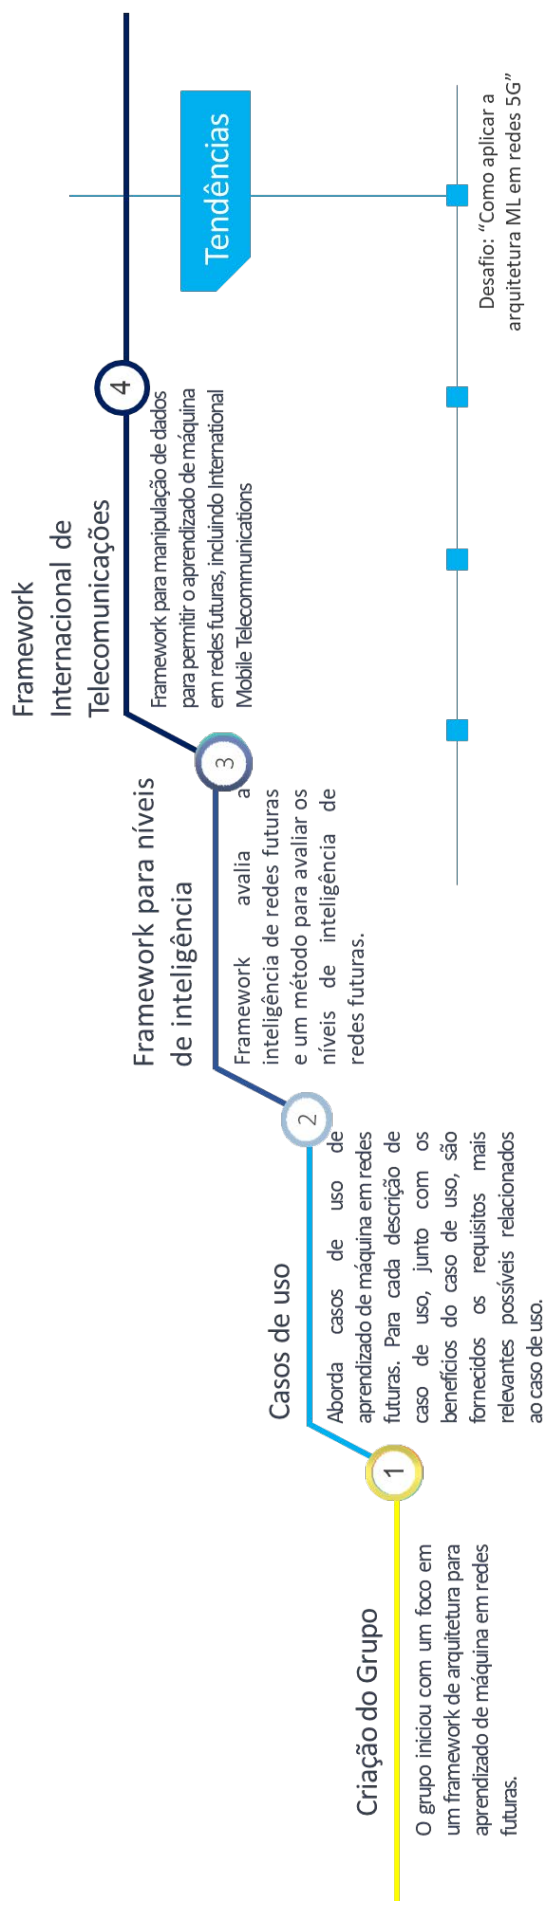 Criação do Grupo
O grupo iniciou com um foco em
um framework de arquitetura para
aprendizado de máquina em redes
futuras.
1
Casos de uso
Aborda casos de uso de
aprendizado de máquina em redes
futuras. Para cada descrição de
caso de uso, junto com os
benefícios do caso de uso, são
fornecidos os requisitos mais
relevantes possíveis relacionados
ao caso de uso.
2
Framework para níveis
de inteligência
Framework avalia a
inteligência de redes futuras
e um método para avaliar os
níveis de inteligência de
redes futuras.
3
Framework
Internacional de
Telecomunicações
Framework para manipulação de dados
para permitir o aprendizado de máquina
em redes futuras, incluindo International
Mobile Telecommunications
4
Tendências
Desafio: “Como aplicar a
arquitetura ML em redes 5G”